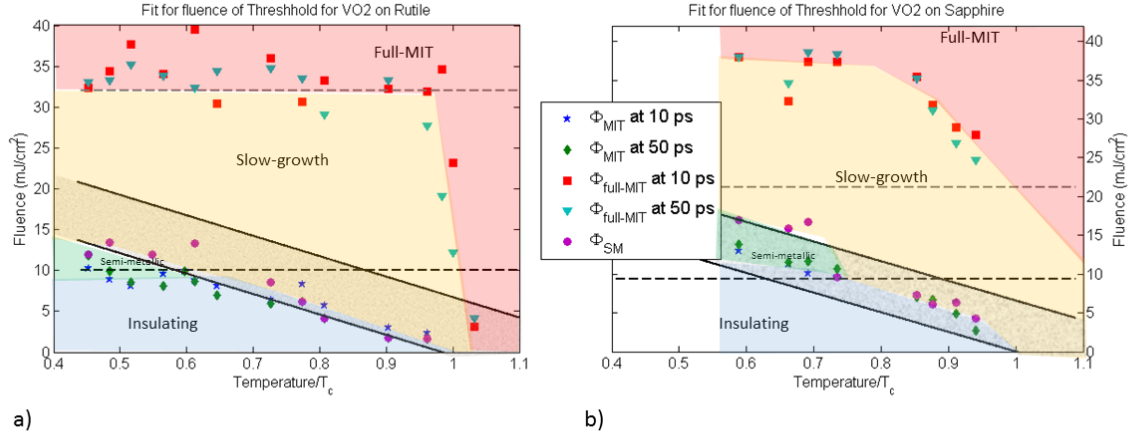 Fit for fluence of Threshhold for VO2 on Rutile
40
35
30
25
20
15
10
5
0
Fluence (mJ/cm²)
Full-MIT
Slow-growth
Semi-metallic
Insulating
0.4 0.5 0.6 0.7 0.8 0.9 1 1.1
Temperature/T_c
a)
Fit for fluence of Threshhold for VO2 on Sapphire
Full-MIT
Slow-growth
Semi-metallic
Insulating
40
35
30
25
20
15
10
5
0
Fluence (mJ/cm²)
0.4 0.5 0.6 0.7 0.8 0.9 1 1.1
Temperature/T_c
b)
Φ_MIT at 10 ps
Φ_MIT at 50 ps
Φ_full-MIT at 10 ps
Φ_full-MIT at 50 ps
Φ_SM